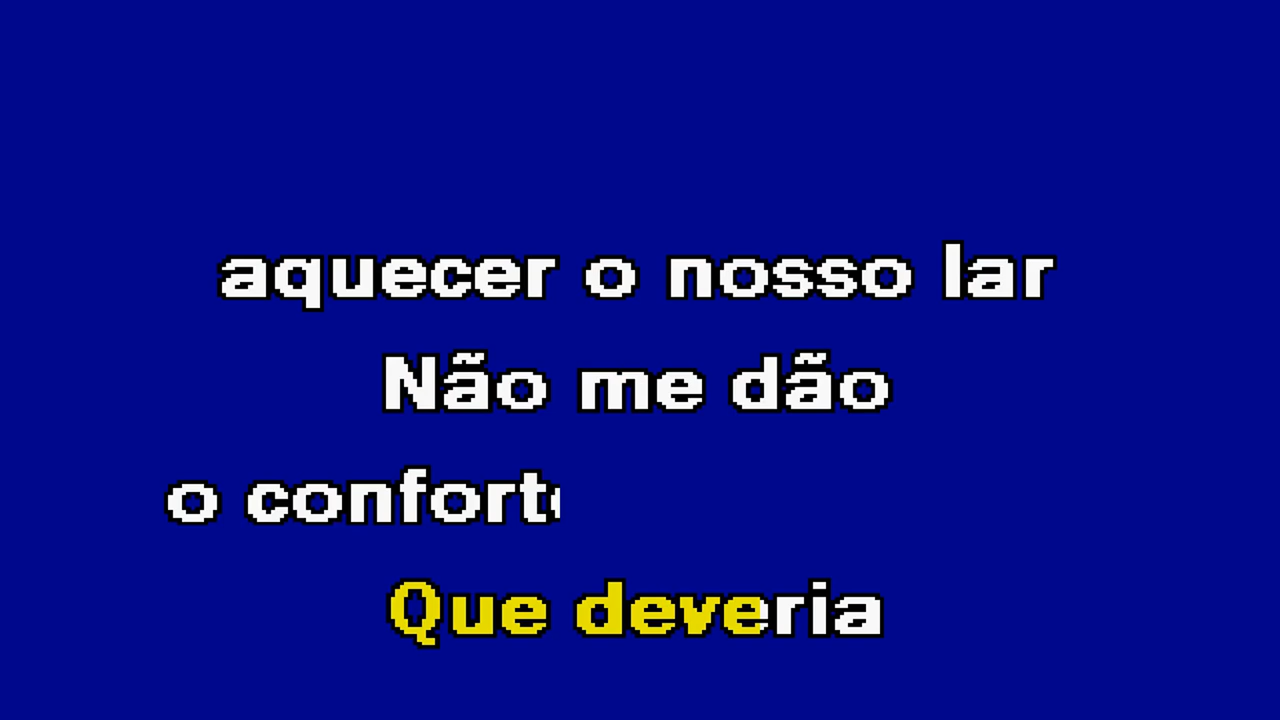 aquecer o nosso lar
Não me dão
o confort
Que deveria